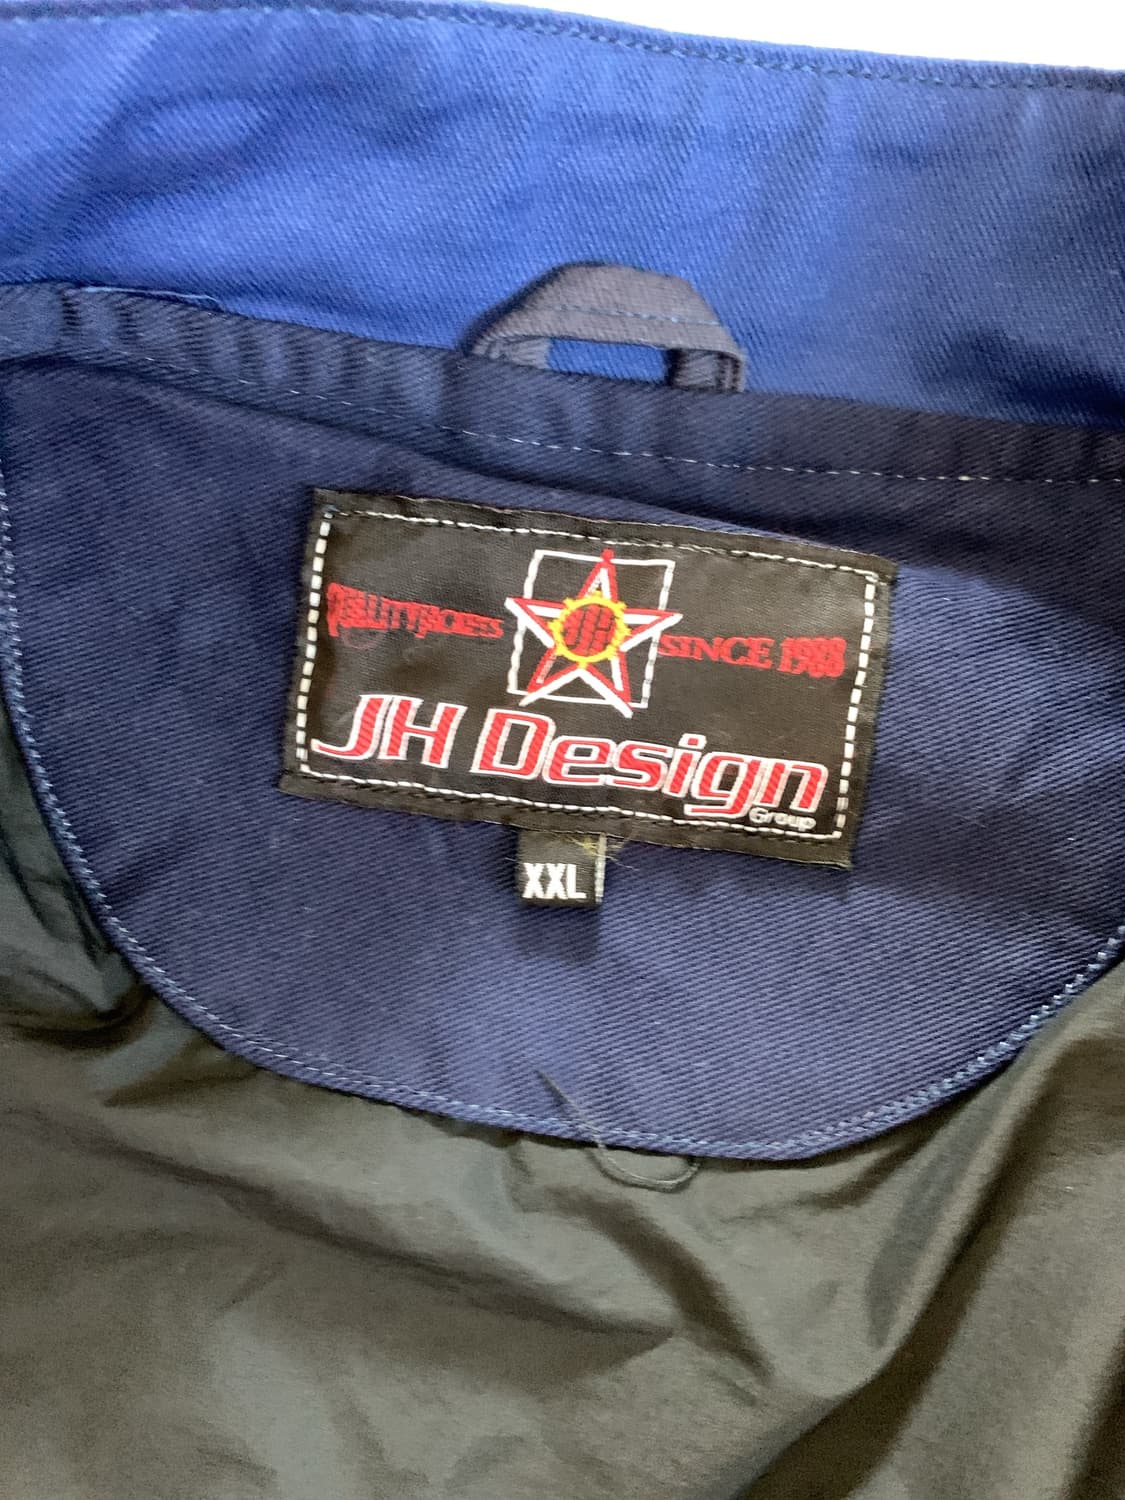 QUALITY JACKETS
SINCE 1988
JH
JH Design
Group
XXL